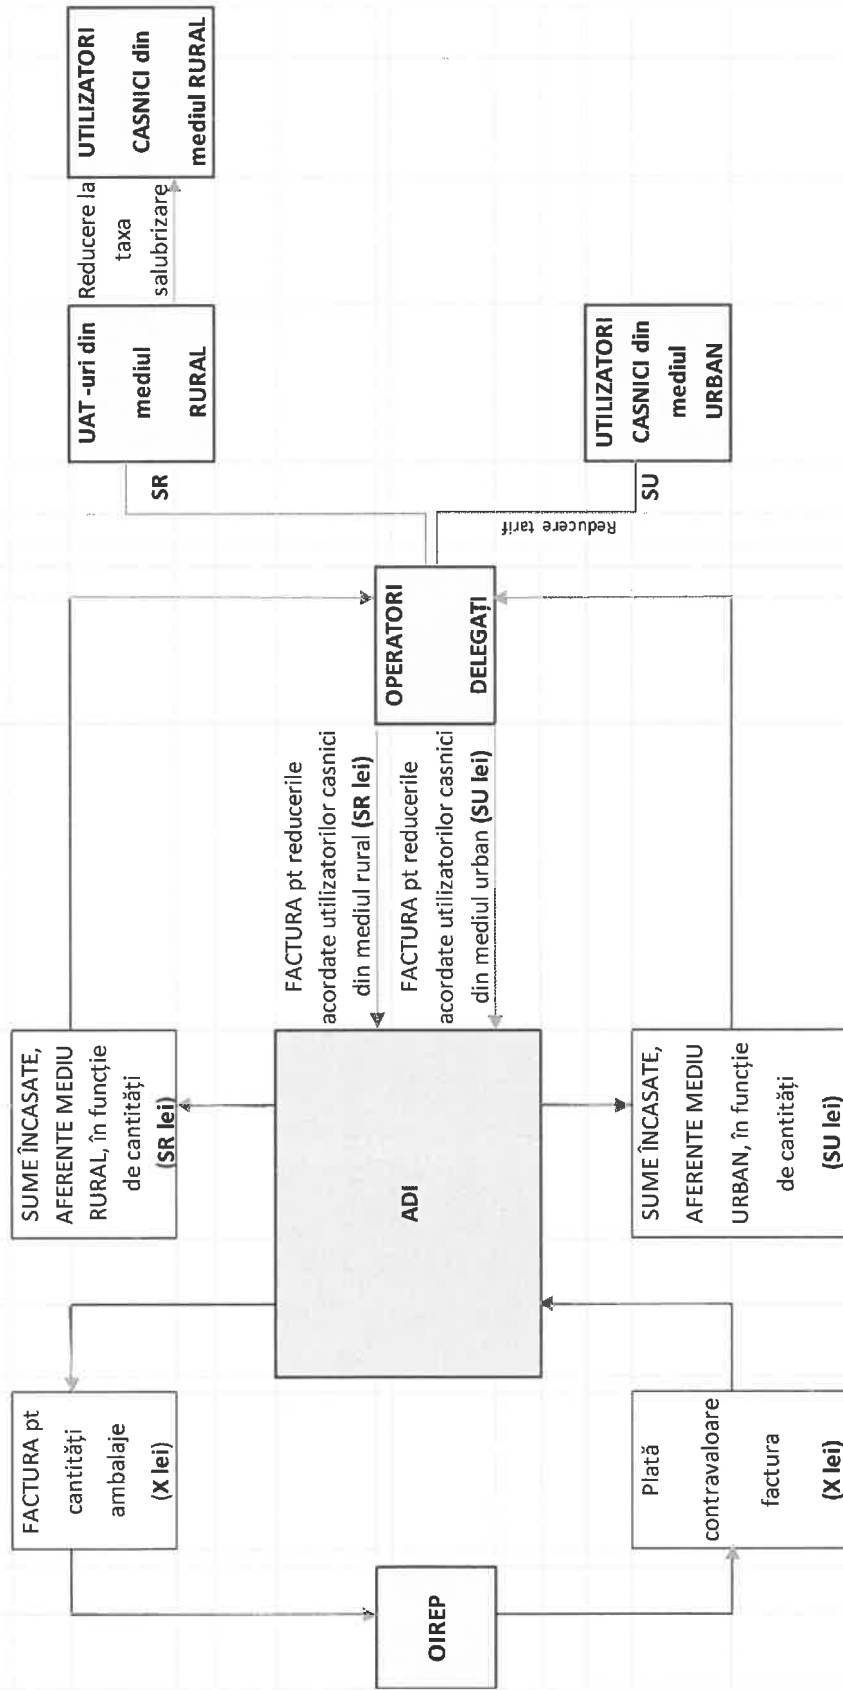 FACTURA pt
cantități
ambalaje
(X lei)
OIREP
Plată
contravaloare
factura
(X lei)
SUME ÎNCASATE,
AFERENTE MEDIU
RURAL, în funcție
de cantități
(SR lei)
ADI
SUME ÎNCASATE,
AFERENTE MEDIU
URBAN, în funcție
de cantități
(SU lei)
FACTURA pt reducerile
acordate utilizatorilor casnici
din mediul rural (SR lei)
FACTURA pt reducerile
acordate utilizatorilor casnici
din mediul urban (SU lei)
OPERATORI
DELEGAȚI
SR
Reducere tarif
SU
UAT -uri din
mediul
RURAL
Reducere la
taxa
salubrizare
UTILIZATORI
CASNICI din
mediul RURAL
UTILIZATORI
CASNICI din
mediul
URBAN